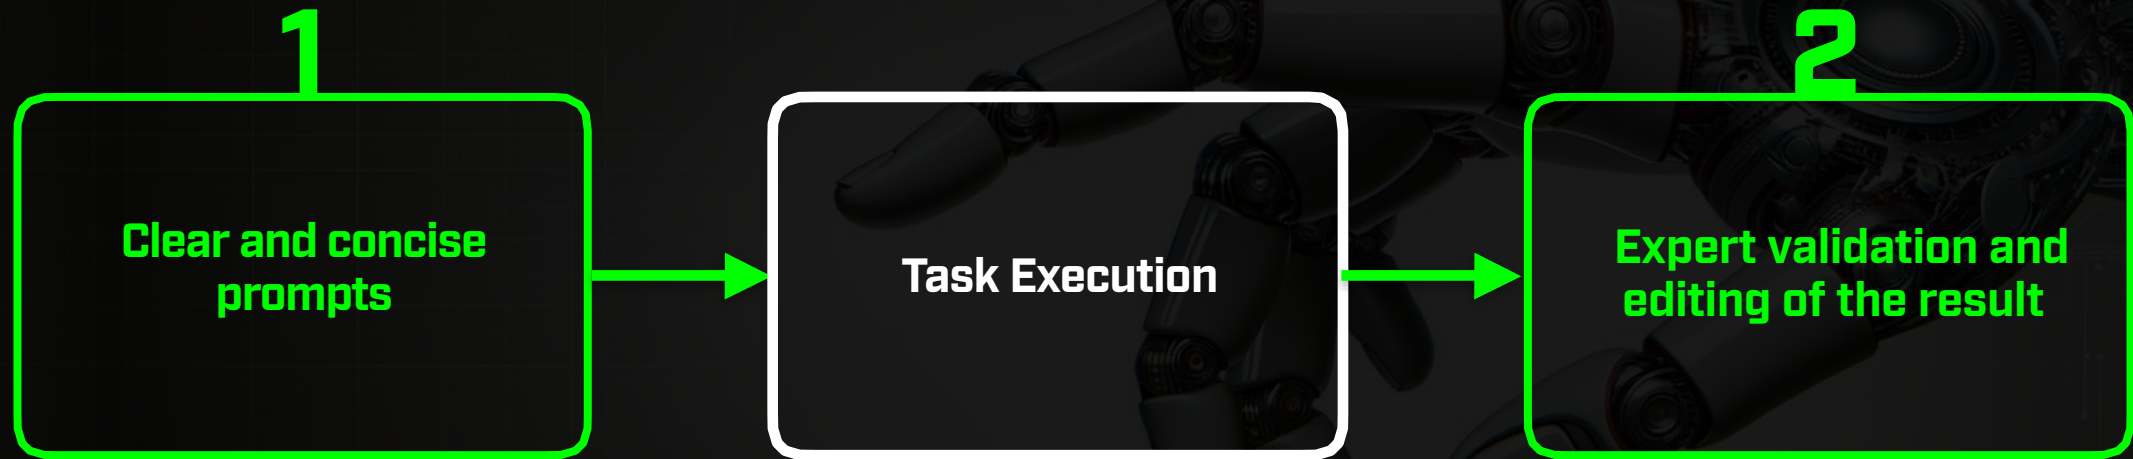 1
Clear and concise
prompts
Task Execution
2
Expert validation and
editing of the result